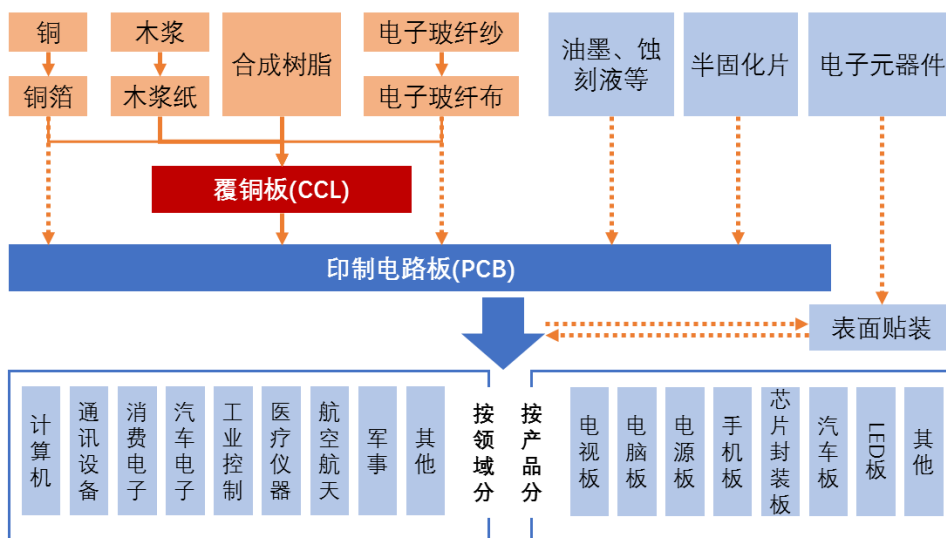 铜
木浆
合成树脂
电子玻纤纱
油墨、蚀
刻液等
半固化片
电子元器件
铜箔
木浆纸
电子玻纤布
覆铜板(CCL)
印制电路板(PCB)
表面贴装
计算机
通讯设备
消费电子
汽车电子
工业控制
医疗仪器
航空航天
军事
其他
按领域分
按产品分
电视板
电脑板
电源板
手机板
芯片封装板
汽车板
LED板
其他